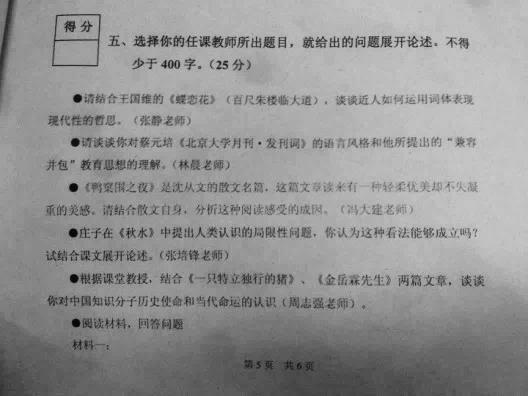 得分
五、选择你的任课教师所出题目，就给出的问题展开论述。不得
少于 400 字。（25 分）
●请结合王国维的《蝶恋花》（百尺朱楼临大道），谈谈近人如何运用词体表现
现代性的哲思。（张静老师）
●请谈谈你对蔡元培《北京大学月刊·发刊词》的语言风格和他所提出的“兼容
并包”教育思想的理解。（林晨老师）
●《鸭窠围之夜》是沈从文的散文名篇，这篇文章读来有一种轻柔优美却不失凝
重的美感。请结合散文自身，分析这种阅读感受的成因。（冯大建老师）
●庄子在《秋水》中提出人类认识的局限性问题，你认为这种看法能够成立吗？
试结合课文展开论述。（张培锋老师）
●根据课堂教授，结合《一只特立独行的猪》、《金岳霖先生》两篇文章，谈谈
你对中国知识分子历史使命和当代命运的认识（周志强老师）。
●阅读材料，回答问题
材料一：
第 5 页 共 6 页